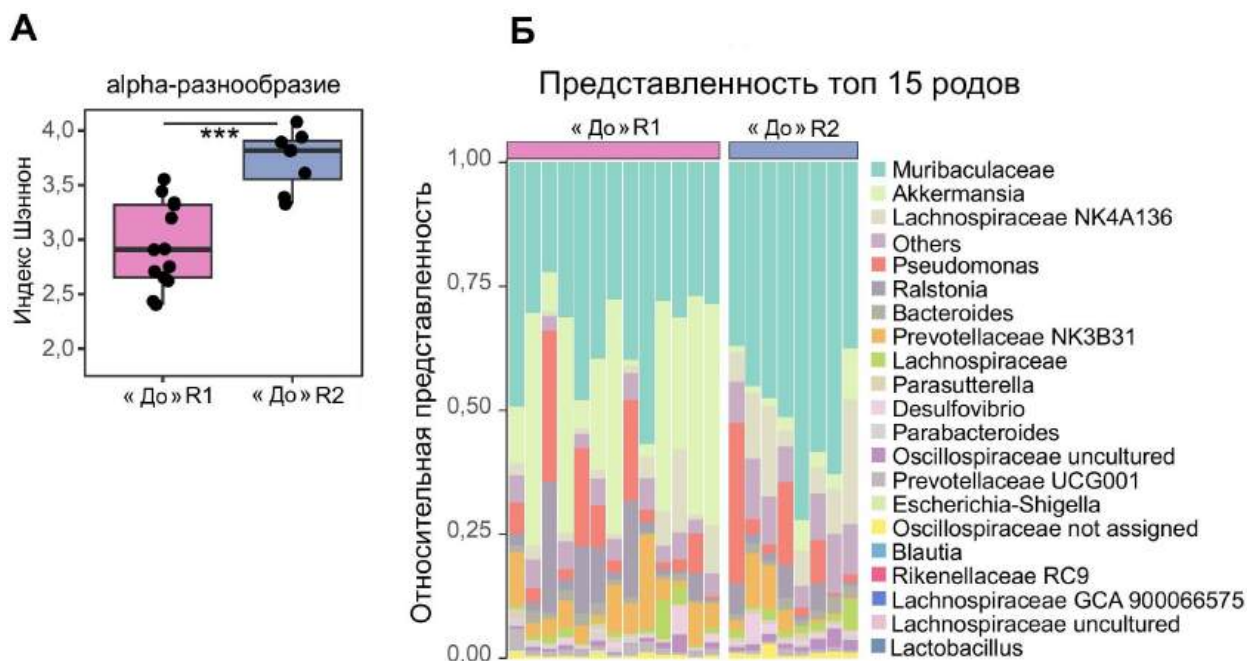 А
alpha-разнообразие
Индекс Шэннон
4,0
3,5
3,0
2,5
2,0
***
« До» R1
« До» R2
Б
Представленность топ 15 родов
« До» R1
« До» R2
Относительная представленность
1,00
0,75
0,50
0,25
0,00
Muribaculaceae
Akkermansia
Lachnospiraceae NK4A136
Others
Pseudomonas
Ralstonia
Bacteroides
Prevotellaceae NK3B31
Lachnospiraceae
Parasutterella
Desulfovibrio
Parabacteroides
Oscillospiraceae uncultured
Prevotellaceae UCG001
Escherichia-Shigella
Oscillospiraceae not assigned
Blautia
Rikenellaceae RC9
Lachnospiraceae GCA 900066575
Lachnospiraceae uncultured
Lactobacillus